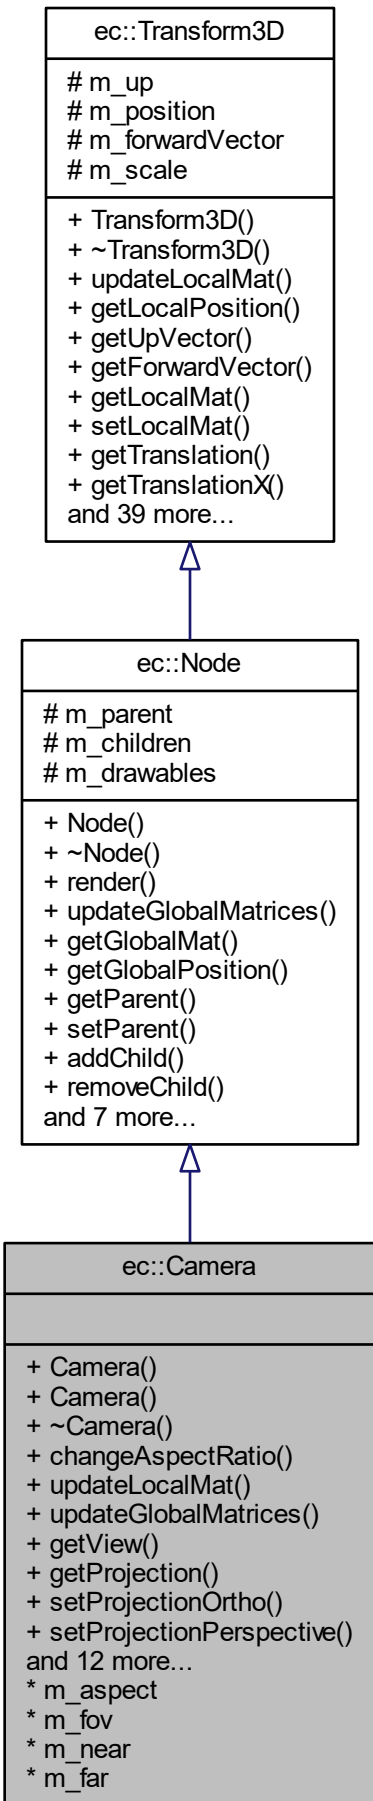 ec::Transform3D
# m_up
# m_position
# m_forwardVector
# m_scale
+ Transform3D()
+ ~Transform3D()
+ updateLocalMat()
+ getLocalPosition()
+ getUpVector()
+ getForwardVector()
+ getLocalMat()
+ setLocalMat()
+ getTranslation()
+ getTranslationX()
and 39 more...
ec::Node
# m_parent
# m_children
# m_drawables
+ Node()
+ ~Node()
+ render()
+ updateGlobalMatrices()
+ getGlobalMat()
+ getGlobalPosition()
+ getParent()
+ setParent()
+ addChild()
+ removeChild()
and 7 more...
ec::Camera
+ Camera()
+ Camera()
+ ~Camera()
+ changeAspectRatio()
+ updateLocalMat()
+ updateGlobalMatrices()
+ getView()
+ getProjection()
+ setProjectionOrtho()
+ setProjectionPerspective()
and 12 more...
* m_aspect
* m_fov
* m_near
* m_far